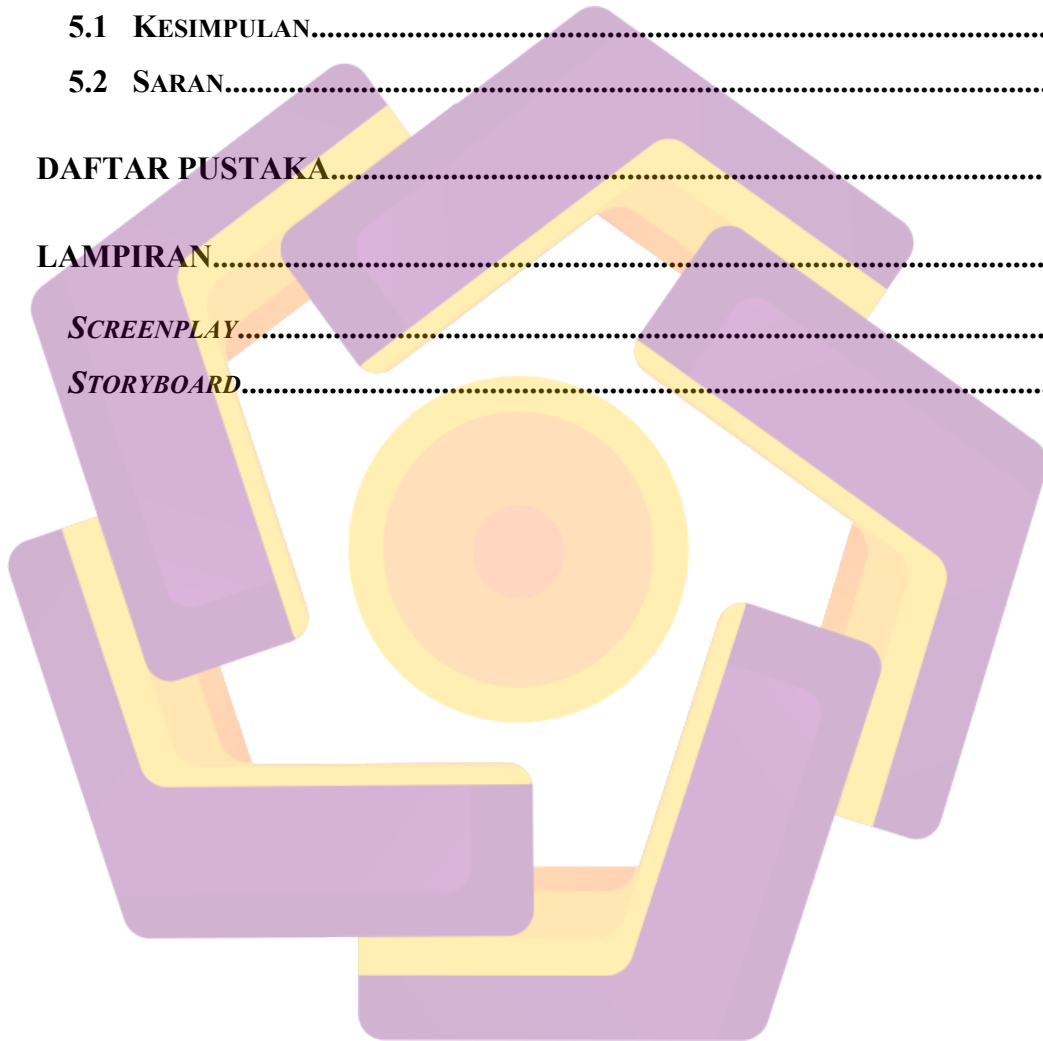 5.1 KESIMPULAN................................................................................................
5.2 SARAN................................................................................................
DAFTAR PUSTAKA................................................................................................
LAMPIRAN................................................................................................
SCREENPLAY................................................................................................
STORYBOARD................................................................................................